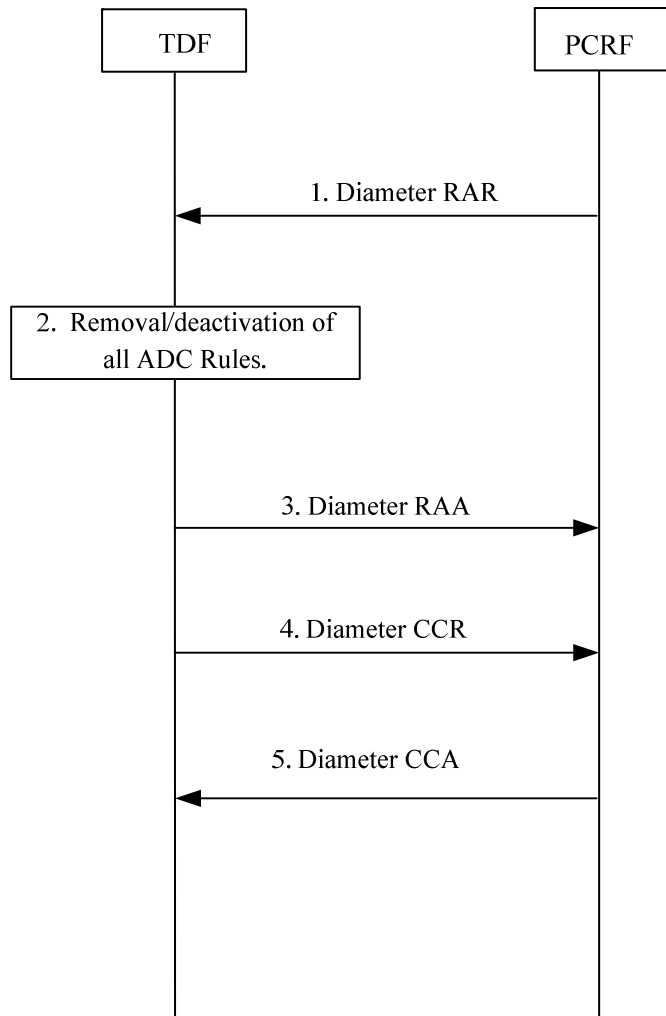 TDF
PCRF
1. Diameter RAR
2. Removal/deactivation of
all ADC Rules.
3. Diameter RAA
4. Diameter CCR
5. Diameter CCA